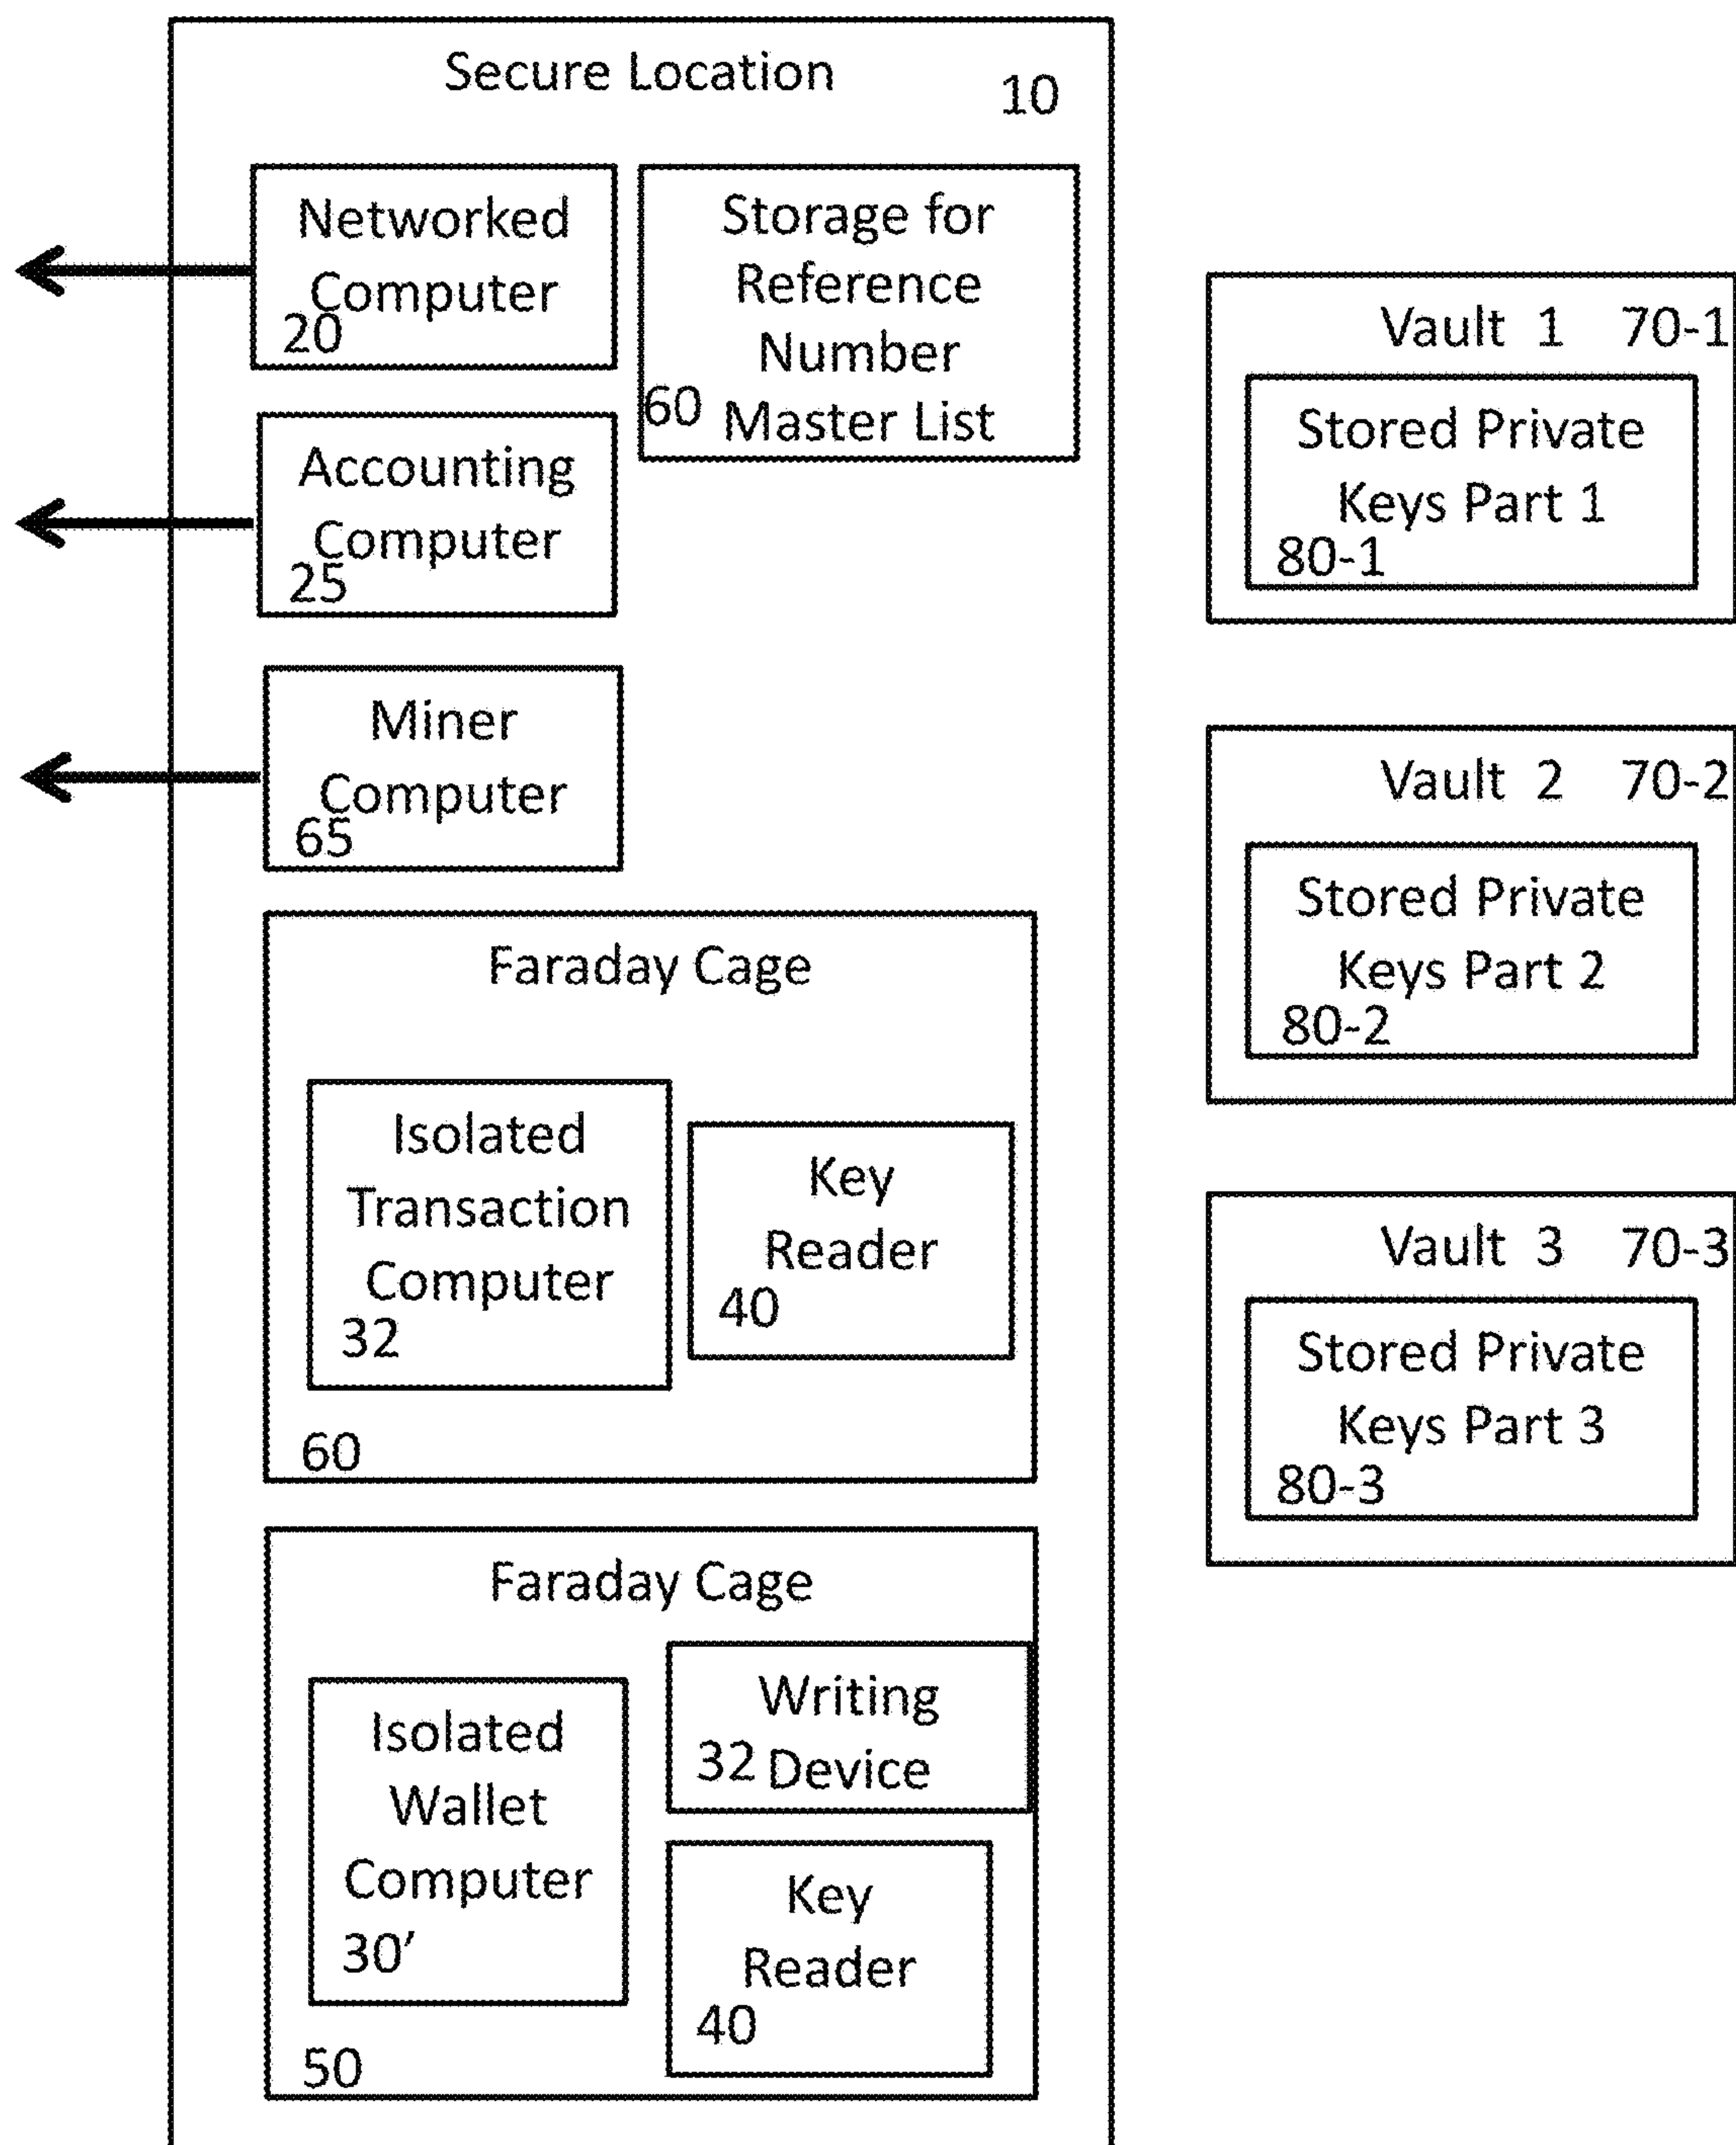 Secure Location
10
Networked
Computer
20
Storage for
Reference
Number
Master List
60
Accounting
Computer
25
Miner
Computer
65
Faraday Cage
Isolated
Transaction
Computer
32
Key
Reader
40
60
Faraday Cage
Isolated
Wallet
Computer
30’
Writing
Device
32
Key
Reader
40
50
Vault 1 70-1
Stored Private
Keys Part 1
80-1
Vault 2 70-2
Stored Private
Keys Part 2
80-2
Vault 3 70-3
Stored Private
Keys Part 3
80-3